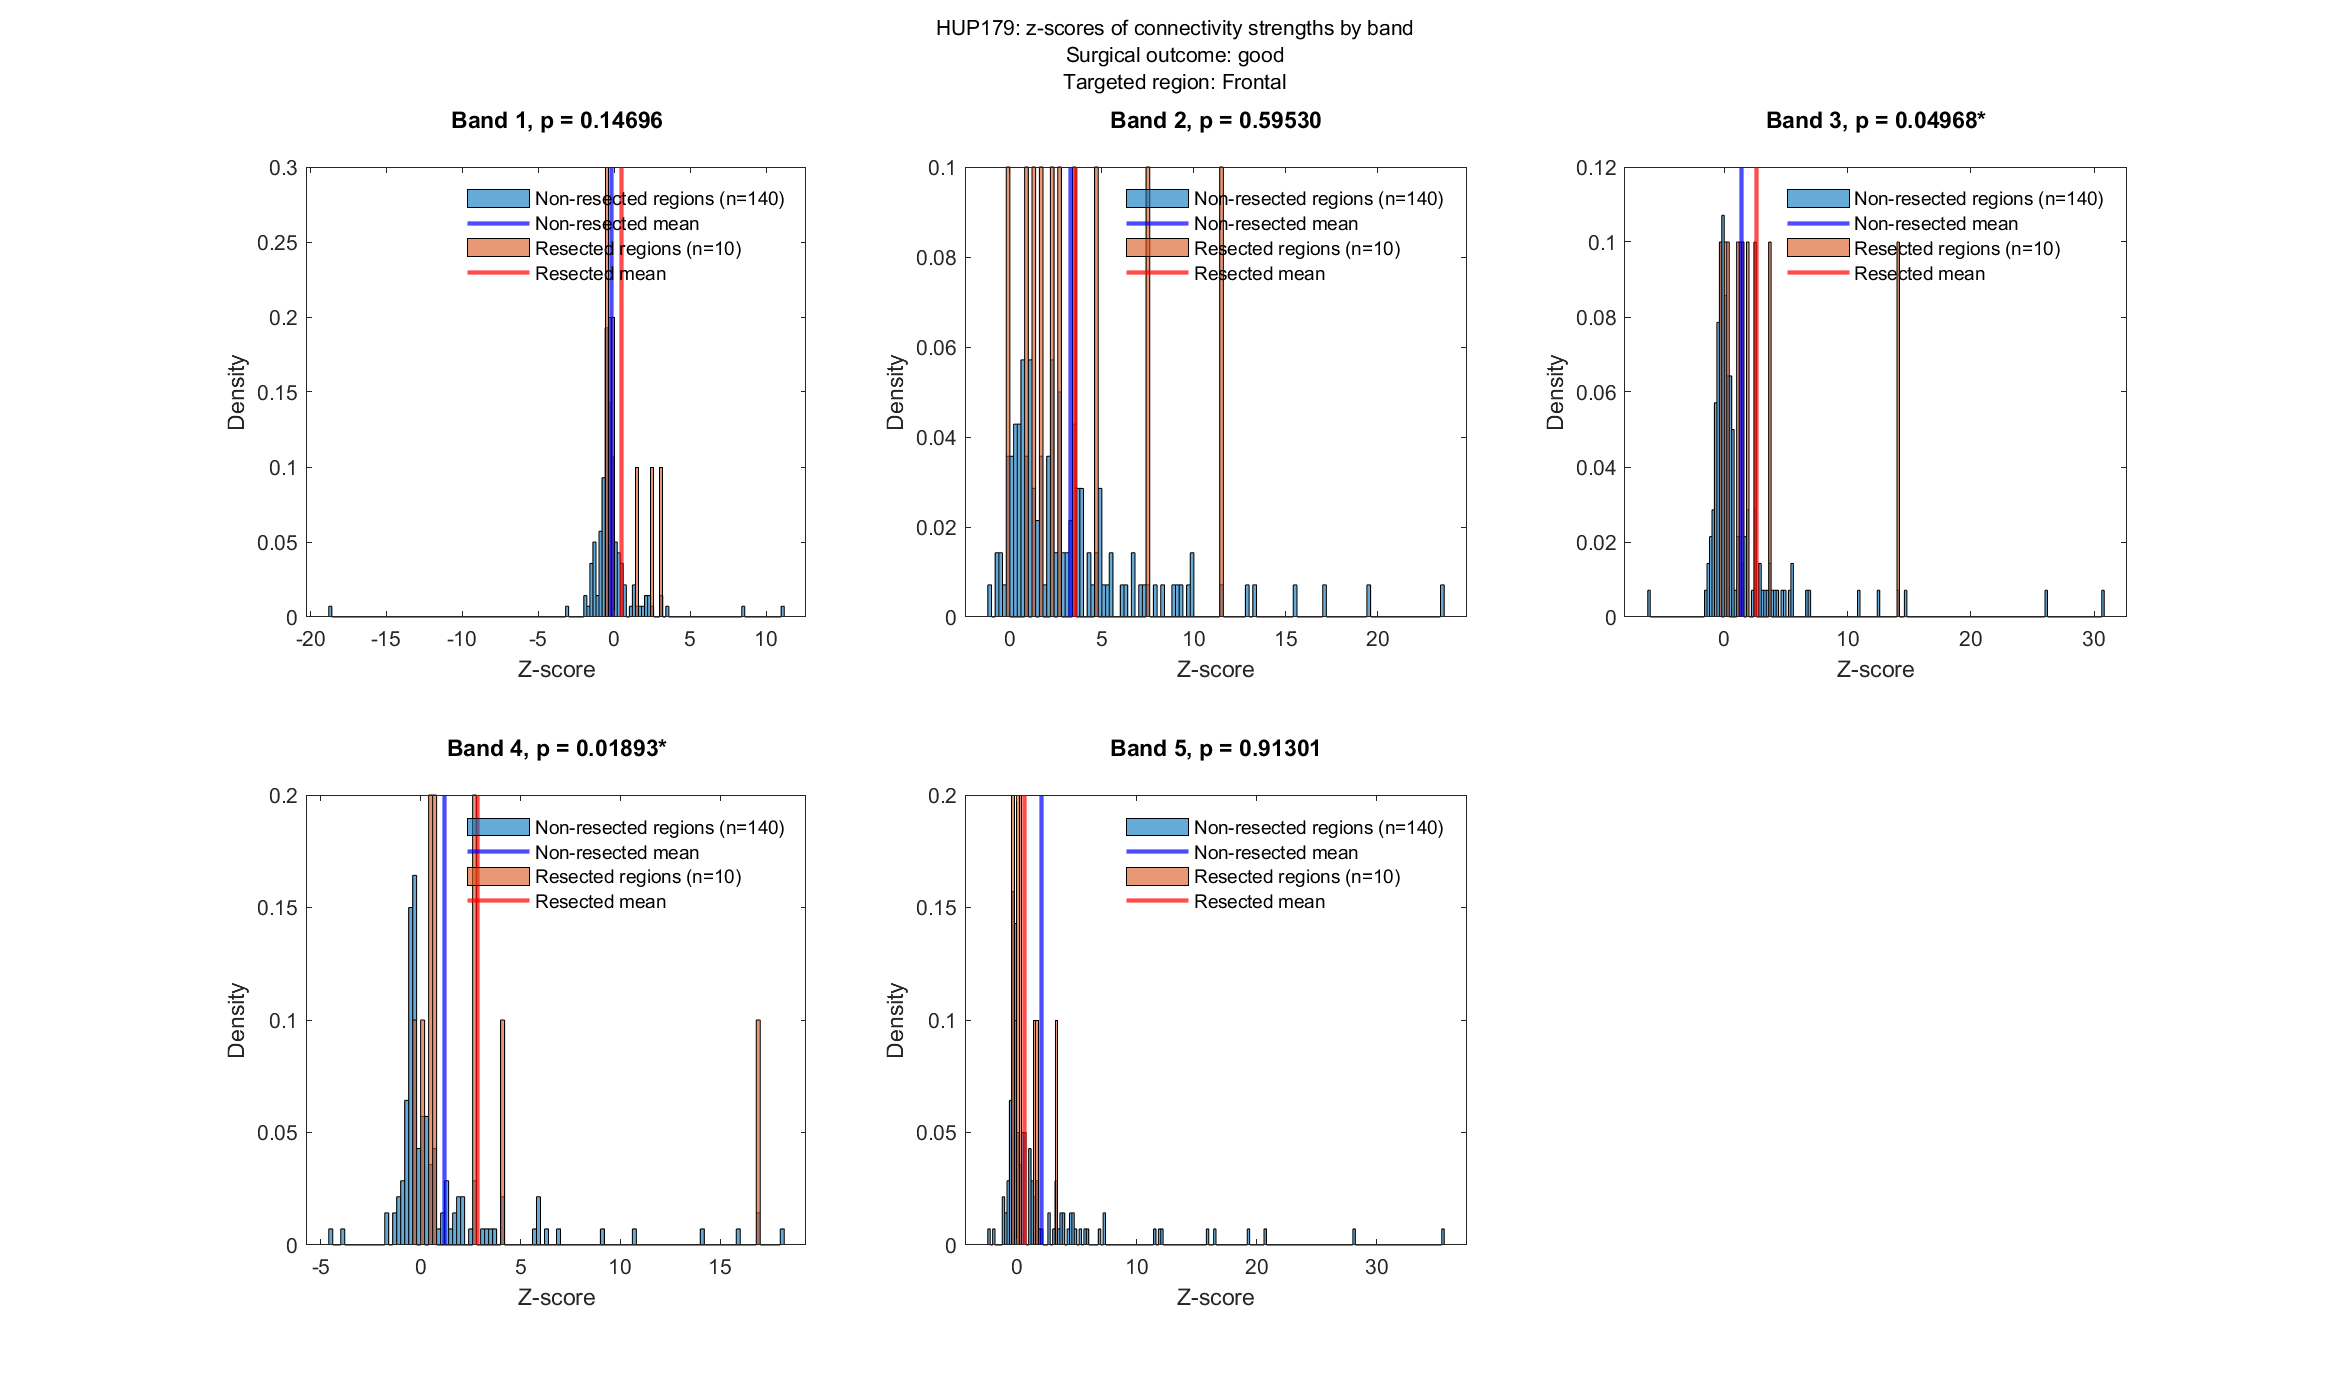 HUP179: z-scores of connectivity strengths by band
Surgical outcome: good
Targeted region: Frontal
Band 1, p = 0.14696
0.3
0.25
0.2
0.15
0.1
0.05
0
Density
Non-resected regions (n=140)
Non-resected mean
Resected regions (n=10)
Resected mean
-20 -15 -10 -5 0 5 10
Z-score
Band 2, p = 0.59530
0.1
0.08
0.06
0.04
0.02
0
Density
Non-resected regions (n=140)
Non-resected mean
Resected regions (n=10)
Resected mean
0 5 10 15 20
Z-score
Band 3, p = 0.04968*
0.12
0.1
0.08
0.06
0.04
0.02
0
Density
Non-resected regions (n=140)
Non-resected mean
Resected regions (n=10)
Resected mean
0 10 20 30
Z-score
Band 4, p = 0.01893*
0.2
0.15
0.1
0.05
0
Density
Non-resected regions (n=140)
Non-resected mean
Resected regions (n=10)
Resected mean
-5 0 5 10 15
Z-score
Band 5, p = 0.91301
0.2
0.15
0.1
0.05
0
Density
Non-resected regions (n=140)
Non-resected mean
Resected regions (n=10)
Resected mean
0 10 20 30
Z-score